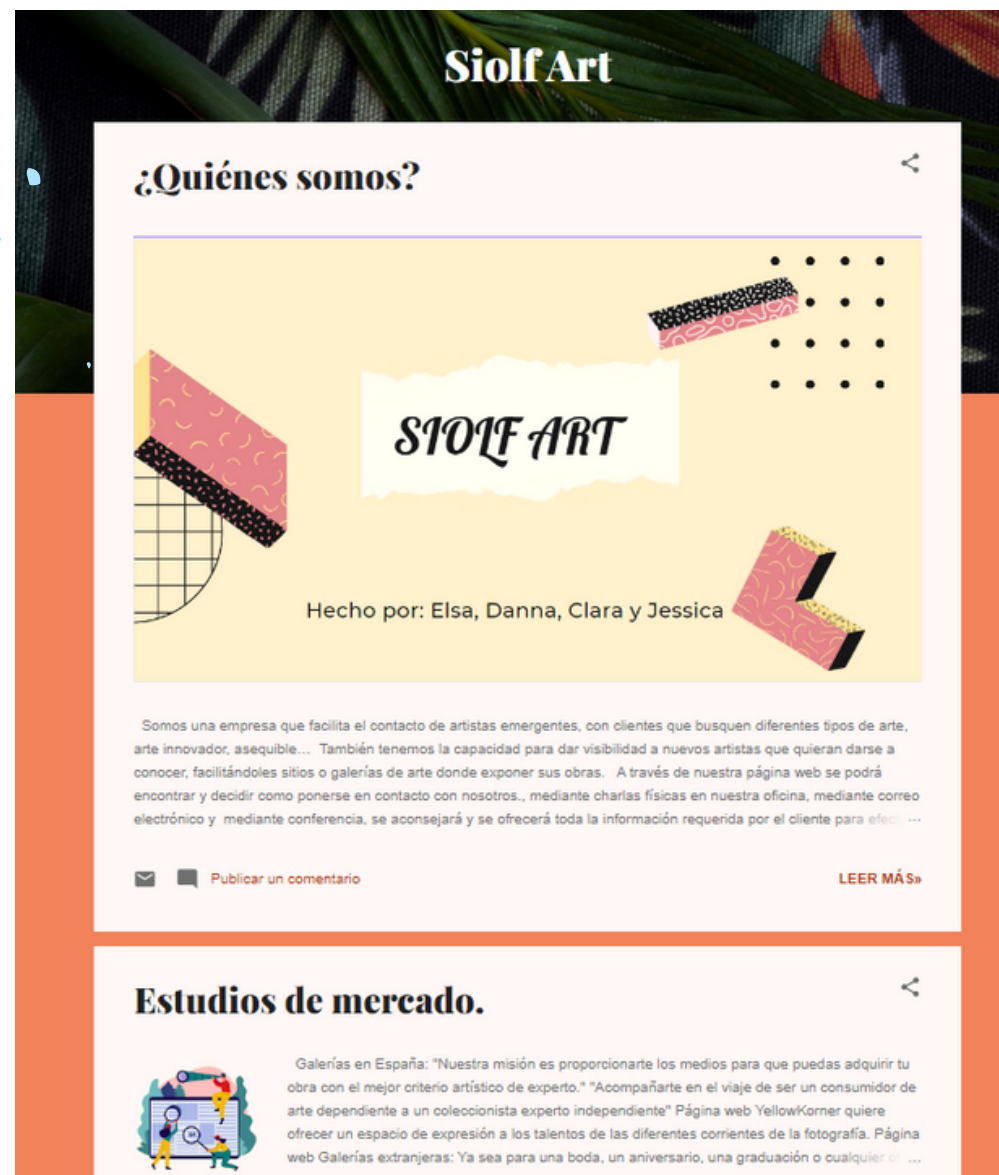 Siolf Art
¿Quiénes somos?
SIOLF ART
Hecho por: Elsa, Danna, Clara y Jessica
Somos una empresa que facilita el contacto de artistas emergentes, con clientes que busquen diferentes tipos de arte,
arte innovador, asequible... También tenemos la capacidad para dar visibilidad a nuevos artistas que quieran darse a
conocer, facilitándoles sitios o galerías de arte donde exponer sus obras. A través de nuestra página web se podrá
encontrar y decidir como ponerse en contacto con nosotros., mediante charlas físicas en nuestra oficina, mediante correo
electrónico y mediante conferencia, se aconsejará y se ofrecerá toda la información requerida por el cliente para ...
Publicar un comentario
LEER MÁS»
Estudios de mercado.
Galerías en España: "Nuestra misión es proporcionarte los medios para que puedas adquirir tu
obra con el mejor criterio artístico de experto." "Acompañarte en el viaje de ser un consumidor de
arte dependiente a un coleccionista experto independiente" Página web YellowKorner quiere
ofrecer un espacio de expresión a los talentos de las diferentes corrientes de la fotografía. Página
web Galerías extranjeras: Ya sea para una boda, un aniversario, una graduación o cualquier ...